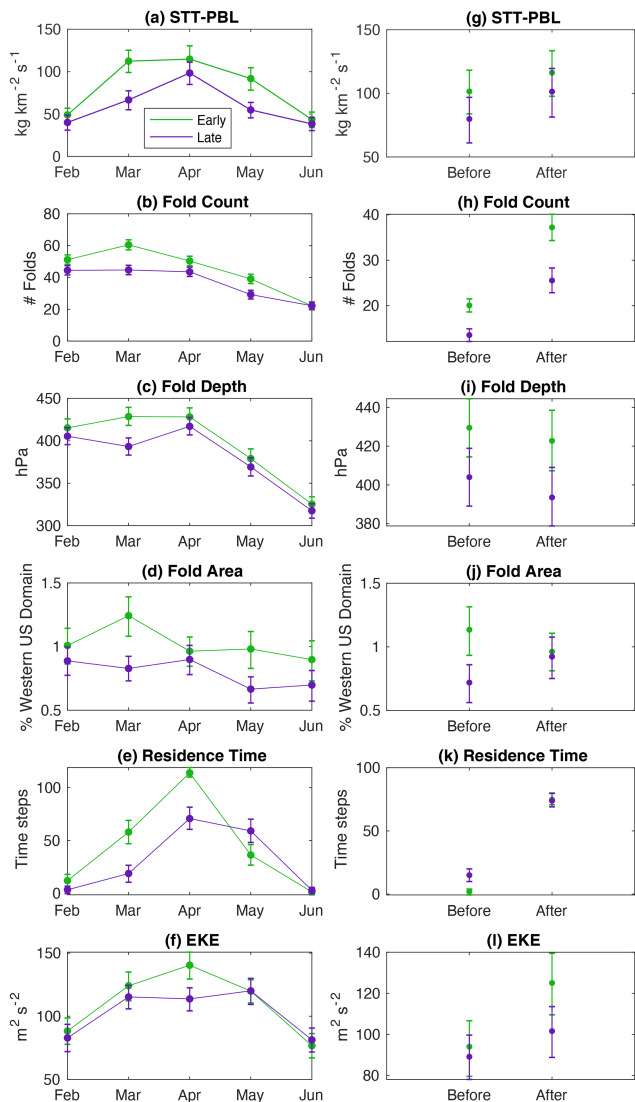 (a) STT-PBL
kg km-2 s-1
150
100
50
0
Early
Late
Feb Mar Apr May Jun
(g) STT-PBL
kg km-2 s-1
150
100
50
Before After
(b) Fold Count
# Folds
80
60
40
20
0
Feb Mar Apr May Jun
(h) Fold Count
# Folds
40
30
20
Before After
(c) Fold Depth
hPa
450
400
350
300
Feb Mar Apr May Jun
(i) Fold Depth
hPa
440
420
400
380
Before After
(d) Fold Area
% Western US Domain
1.5
1
0.5
Feb Mar Apr May Jun
(j) Fold Area
% Western US Domain
1.5
1
0.5
Before After
(e) Residence Time
Time steps
100
50
0
Feb Mar Apr May Jun
(k) Residence Time
Time steps
100
50
0
Before After
(f) EKE
m2 s-2
150
100
50
Feb Mar Apr May Jun
(l) EKE
m2 s-2
140
120
100
80
Before After